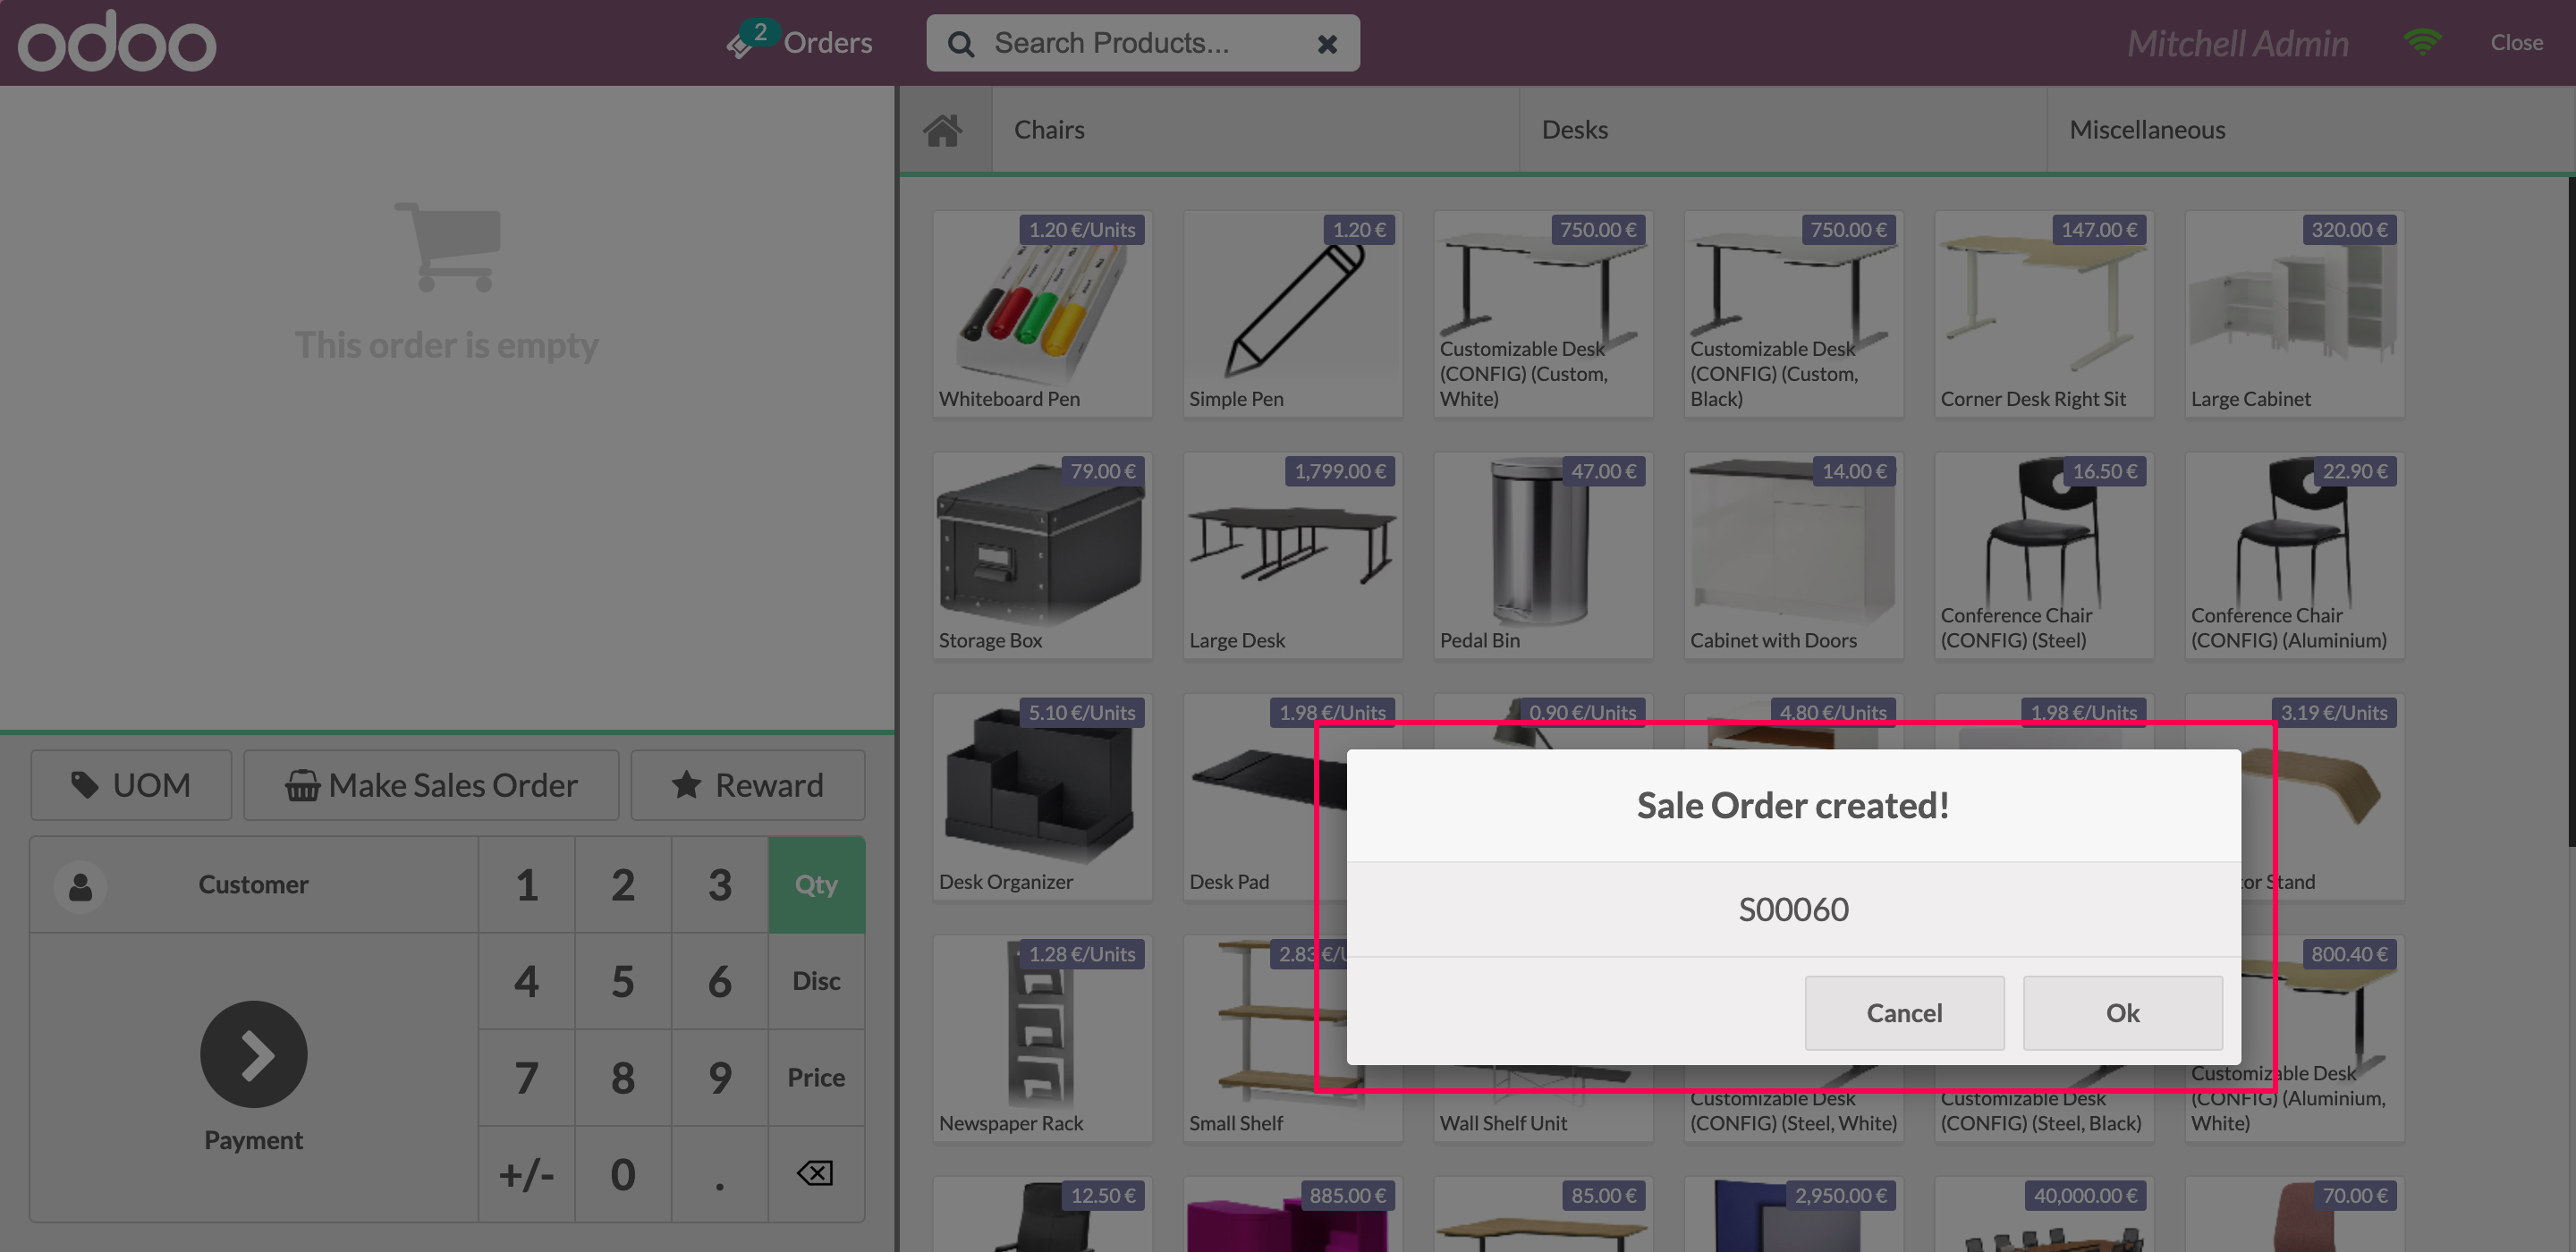 odoo
2 Orders
Search Products...
Mitchell Admin
Close
Chairs
Desks
Miscellaneous
This order is empty
1.20 €/Units
Whiteboard Pen
1.20 €
Simple Pen
750.00 €
Customizable Desk
(CONFIG) (Custom,
White)
750.00 €
Customizable Desk
(CONFIG) (Custom,
Black)
147.00 €
Corner Desk Right Sit
320.00 €
Large Cabinet
79.00 €
Storage Box
1,799.00 €
Large Desk
47.00 €
Pedal Bin
14.00 €
Cabinet with Doors
16.50 €
Conference Chair
(CONFIG) (Steel)
22.90 €
Conference Chair
(CONFIG) (Aluminium)
5.10 €/Units
Desk Organizer
1.98 €/Units
Desk Pad
0.90 €/Units
4.80 €/Units
1.98 €/Units
3.19 €/Units
Stand
1.28 €/Units
Newspaper Rack
2.83
Small Shelf
Wall Shelf Unit
Customizable Desk
(CONFIG) (Steel, White)
Customizable Desk
(CONFIG) (Steel, Black)
800.40 €
Customizable Desk
(CONFIG) (Aluminium,
White)
12.50 €
885.00 €
85.00 €
2,950.00 €
40,000.00 €
70.00 €
Sale Order created!
S00060
Cancel
Ok
UOM
Make Sales Order
Reward
Customer
1 2 3 Qty
4 5 6 Disc
7 8 9 Price
+/- 0 .
Payment